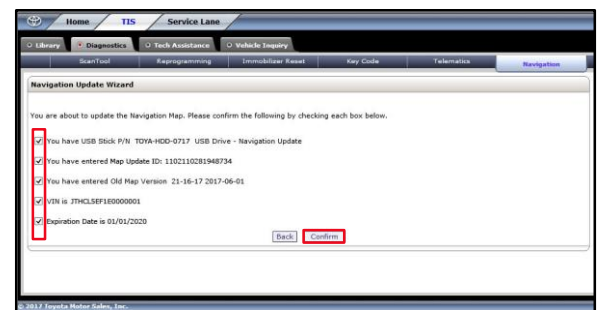 Home TIS Service Lane
Library Diagnostics Tech Assistance Vehicle Inquiry
ScanTool Reprogramming Immobilizer Reset Key Code Telematics Navigation
Navigation Update Wizard
You are about to update the Navigation Map. Please confirm the following by checking each box below.
You have USB Stick P/N TOYA-HDD-0717 USB Drive - Navigation Update
You have entered Map Update ID: 1102110281948734
You have entered Old Map Version 21-16-17 2017-06-01
VIN is JTHCL5EF1E0000001
Expiration Date is 01/01/2020
Back Confirm
© 2017 Toyota Motor Sales, Inc.